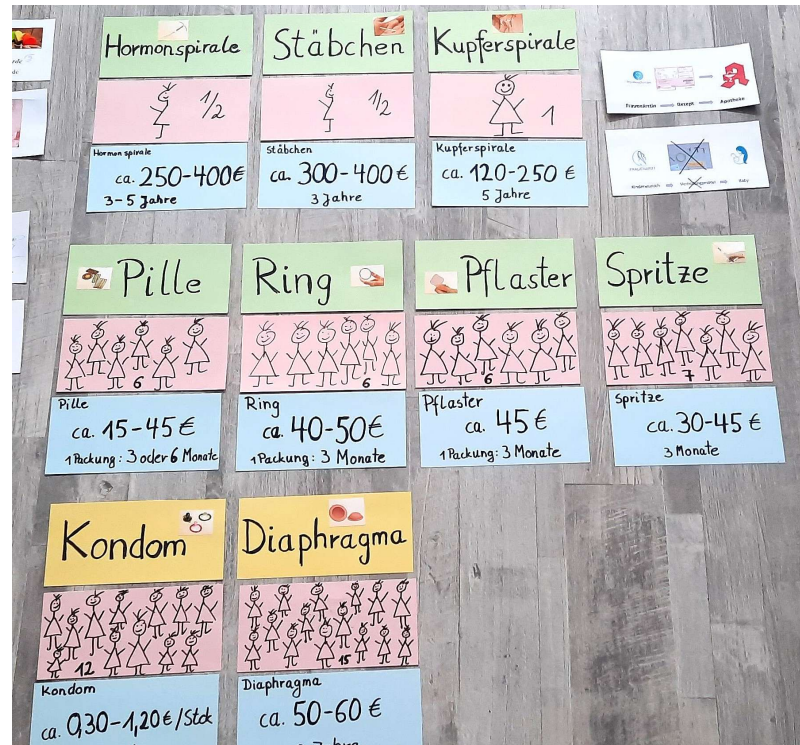 Hormonspirale
1/2
Hormonspirale
ca. 250-400€
3-5 Jahre
Stäbchen
1/2
Stäbchen
ca. 300-400€
3 Jahre
Kupferspirale
1
Kupferspirale
ca. 120-250 €
5 Jahre
Frauenärztin Rezept Apotheke
Kinderwunsch Baby
Pille
6
Pille
ca. 15-45€
1 Packung: 3 oder 6 Monate
Ring
6
Ring
ca. 40-50€
1 Packung: 3 Monate
Pflaster
6
Pflaster
ca. 45€
1 Packung: 3 Monate
Spritze
7
Spritze
ca. 30-45 €
3 Monate
Kondom
12
Kondom
ca. 0,30-1,20€/Stck
Diaphragma
15
Diaphragma
ca. 50-60 €